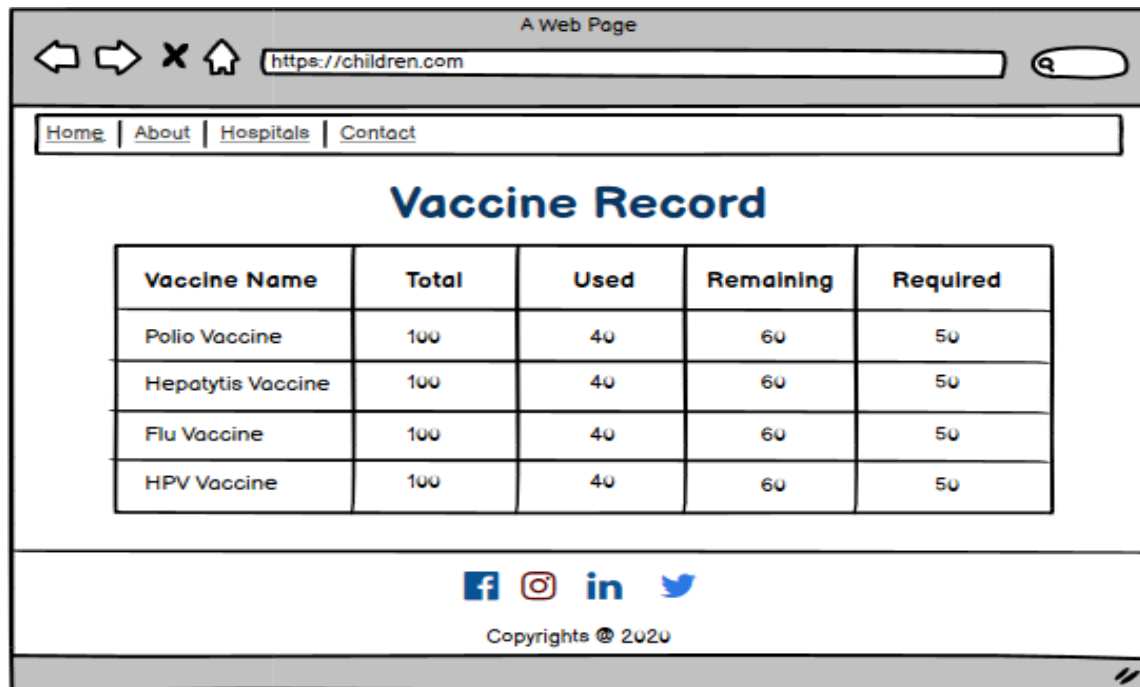 A Web Page
https://children.com
Home About Hospitals Contact
Vaccine Record
Vaccine Name Total Used Remaining Required
Polio Vaccine 100 40 60 50
Hepatytis Vaccine 100 40 60 50
Flu Vaccine 100 40 60 50
HPV Vaccine 100 40 60 50
Copyrights @ 2020